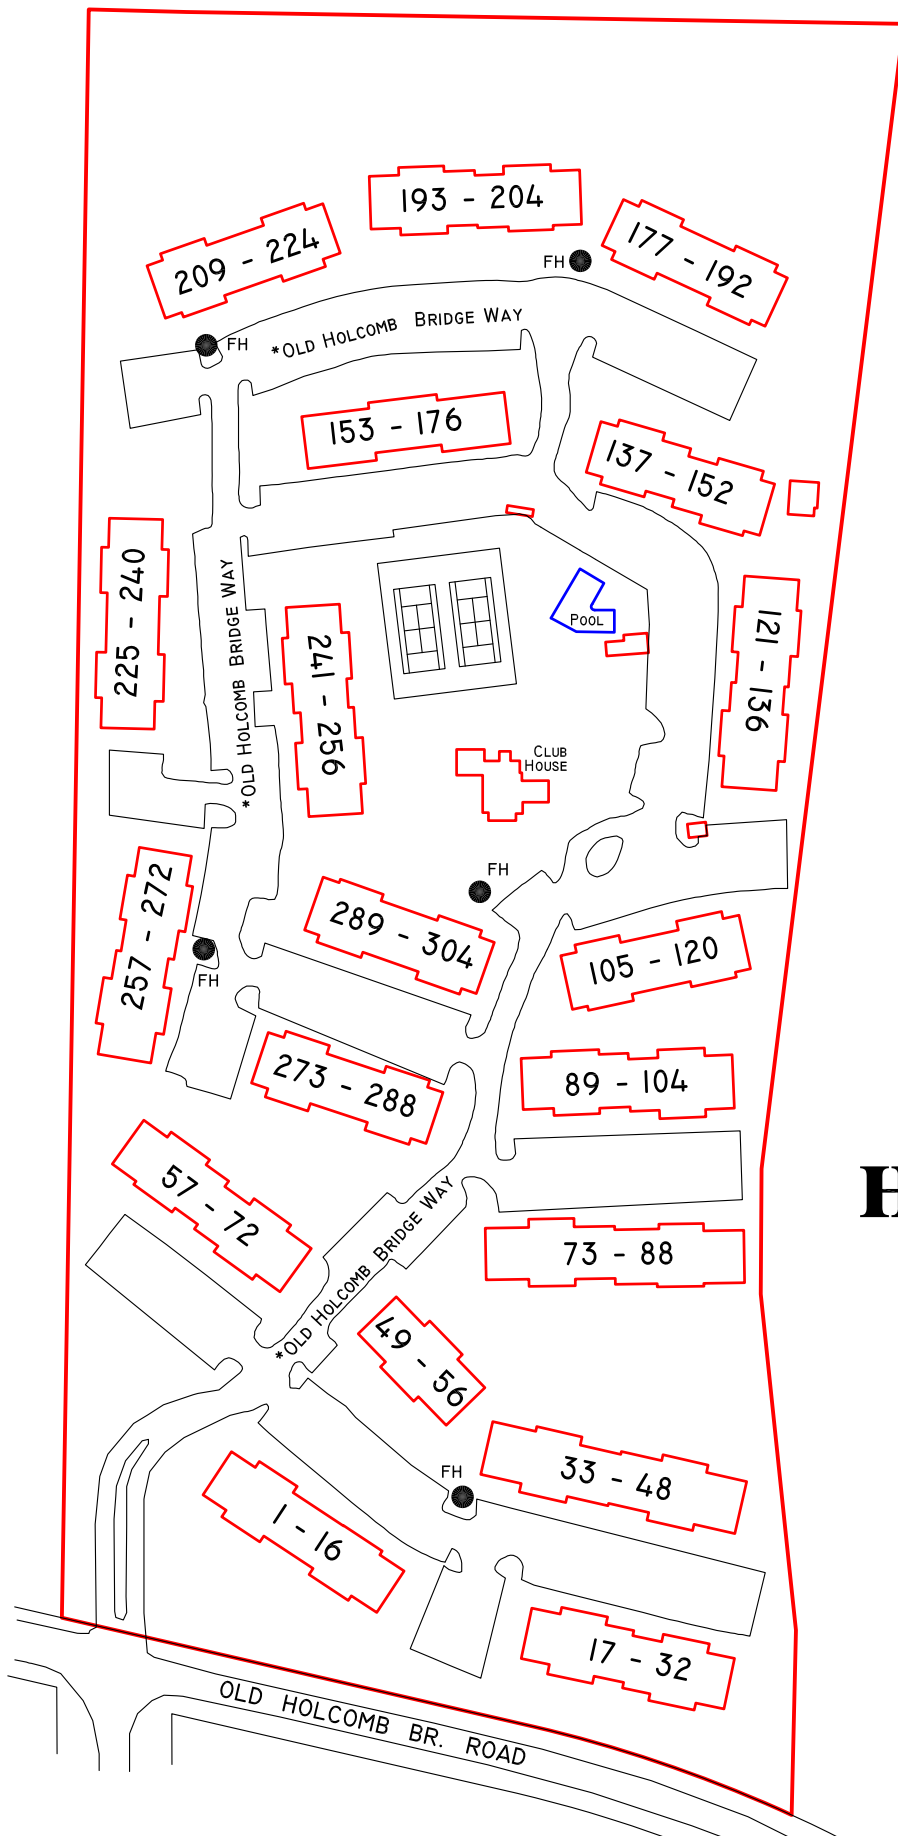 193 - 204
209 - 224
177 - 192
FH
FH
*OLD HOLCOMB BRIDGE WAY
153 - 176
137 - 152
225 - 240
*OLD HOLCOMB BRIDGE WAY
241 - 256
POOL
121 - 136
CLUB
HOUSE
257 - 272
FH
289 - 304
105 - 120
FH
273 - 288
89 - 104
57 - 72
H
*OLD HOLCOMB BRIDGE WAY
73 - 88
49 - 56
FH
33 - 48
1 - 16
17 - 32
OLD HOLCOMB BR. ROAD